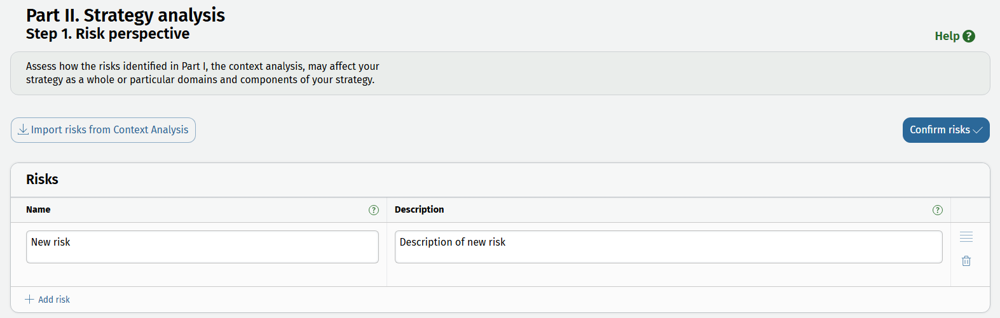 Part II. Strategy analysis
Step 1. Risk perspective
Help ?
Assess how the risks identified in Part I, the context analysis, may affect your
strategy as a whole or particular domains and components of your strategy.
Import risks from Context Analysis
Confirm risks
Risks
Name ?
Description ?
New risk
Description of new risk
Add risk